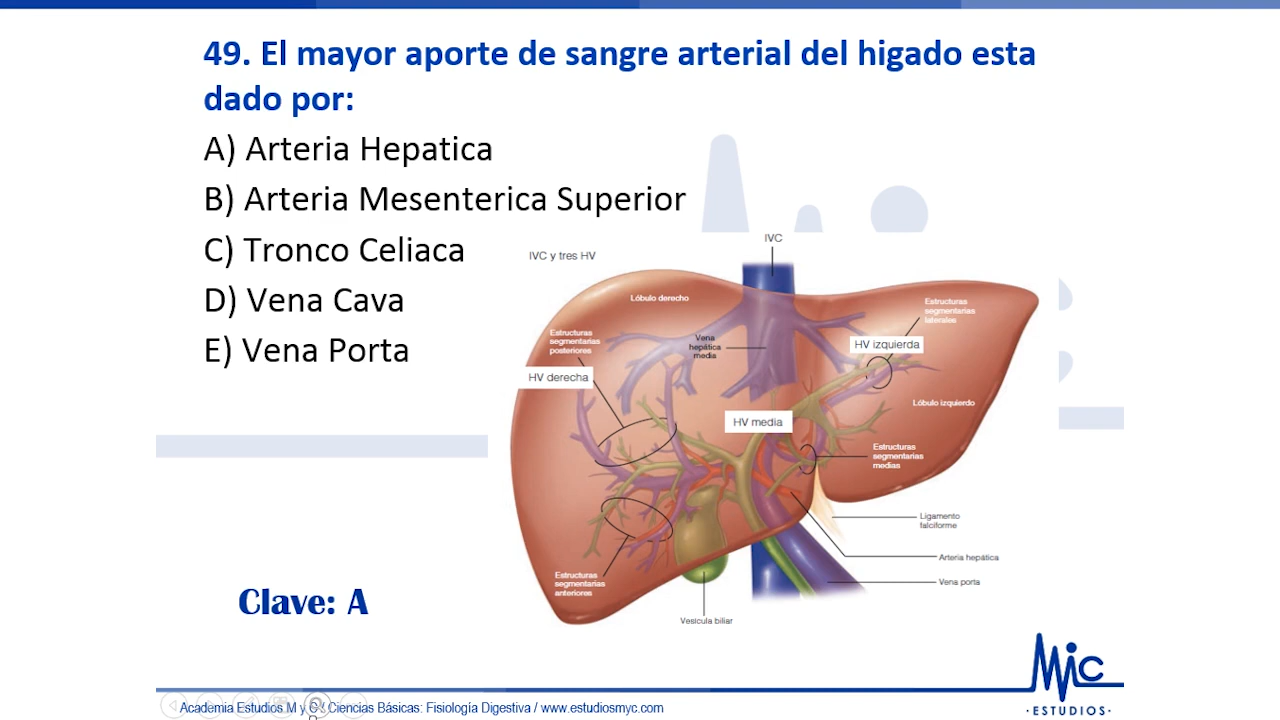 49. El mayor aporte de sangre arterial del higado esta
dado por:
A) Arteria Hepatica
B) Arteria Mesenterica Superior
C) Tronco Celiaca
D) Vena Cava
E) Vena Porta
IVC
IVC y tres HV
Lóbulo derecho
Estructuras
segmentarias
laterales
Estructuras
segmentarias
posteriores
Vena
hepática
media
HV izquierda
HV derecha
Lóbulo izquierdo
HV media
Estructuras
segmentarias
medias
Ligamento
falciforme
Arteria hepática
Estructuras
segmentarias
anteriores
Vena porta
Vesícula biliar
Clave: A
MiC
·ESTUDIOS·
Academia Estudios M y C / Ciencias Básicas: Fisiología Digestiva / www.estudiosmyc.com